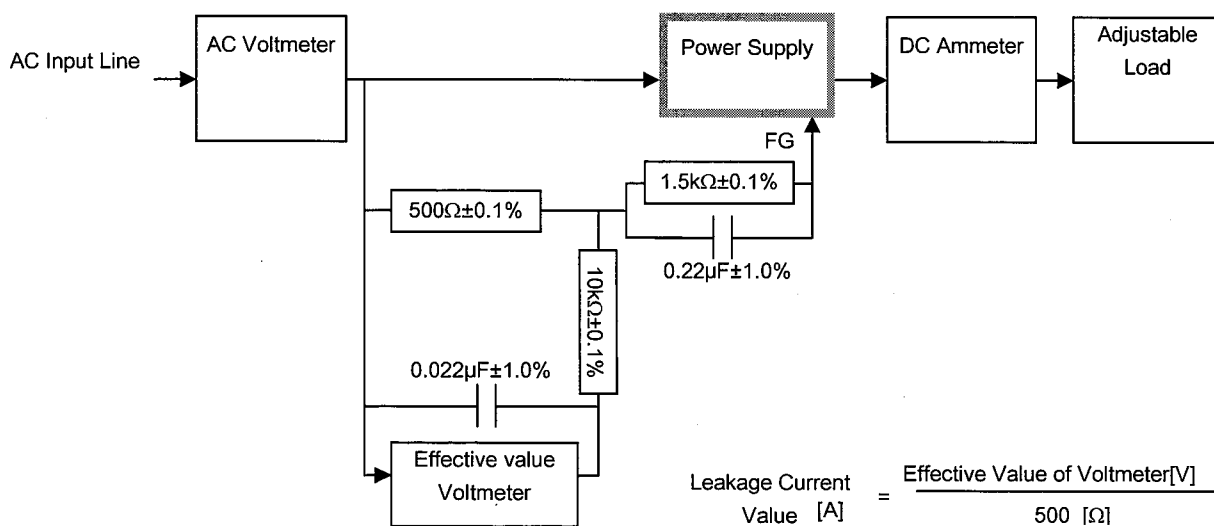 AC Input Line
AC Voltmeter
Power Supply
DC Ammeter
Adjustable
Load
FG
1.5kΩ±0.1%
500Ω±0.1%
0.22µF±1.0%
10kΩ±0.1%
0.022µF±1.0%
Effective value
Voltmeter
Leakage Current
Value [A]
=
Effective Value of Voltmeter[V]
500 [Ω]